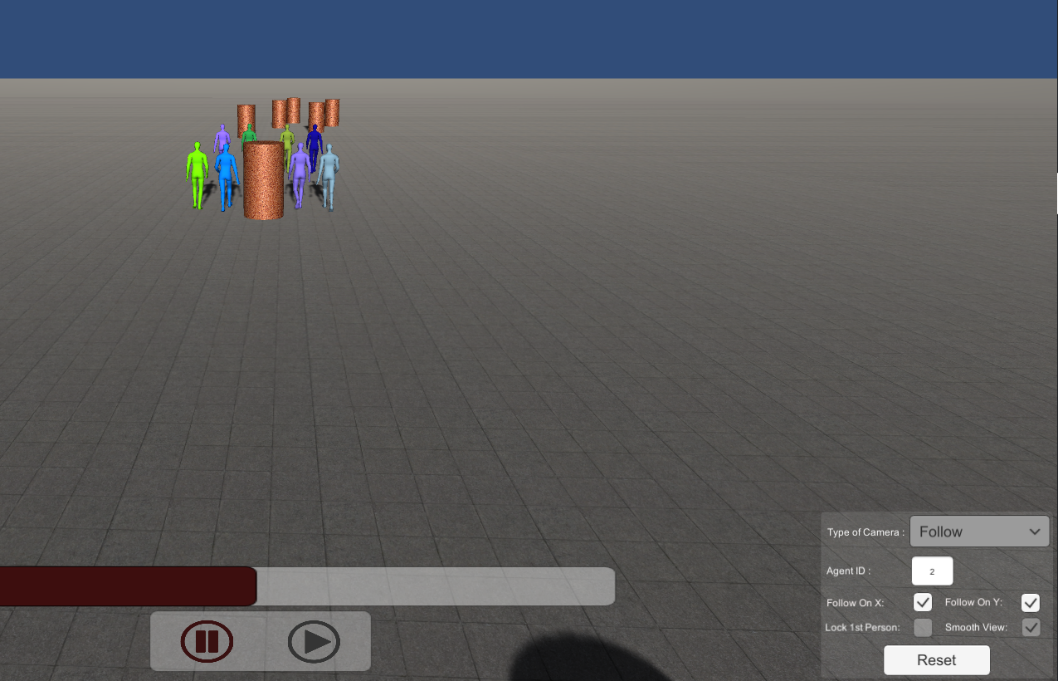 Type of Camera : Follow
Agent ID : 2
Follow On X: Follow On Y:
Lock 1st Person: Smooth View:
Reset